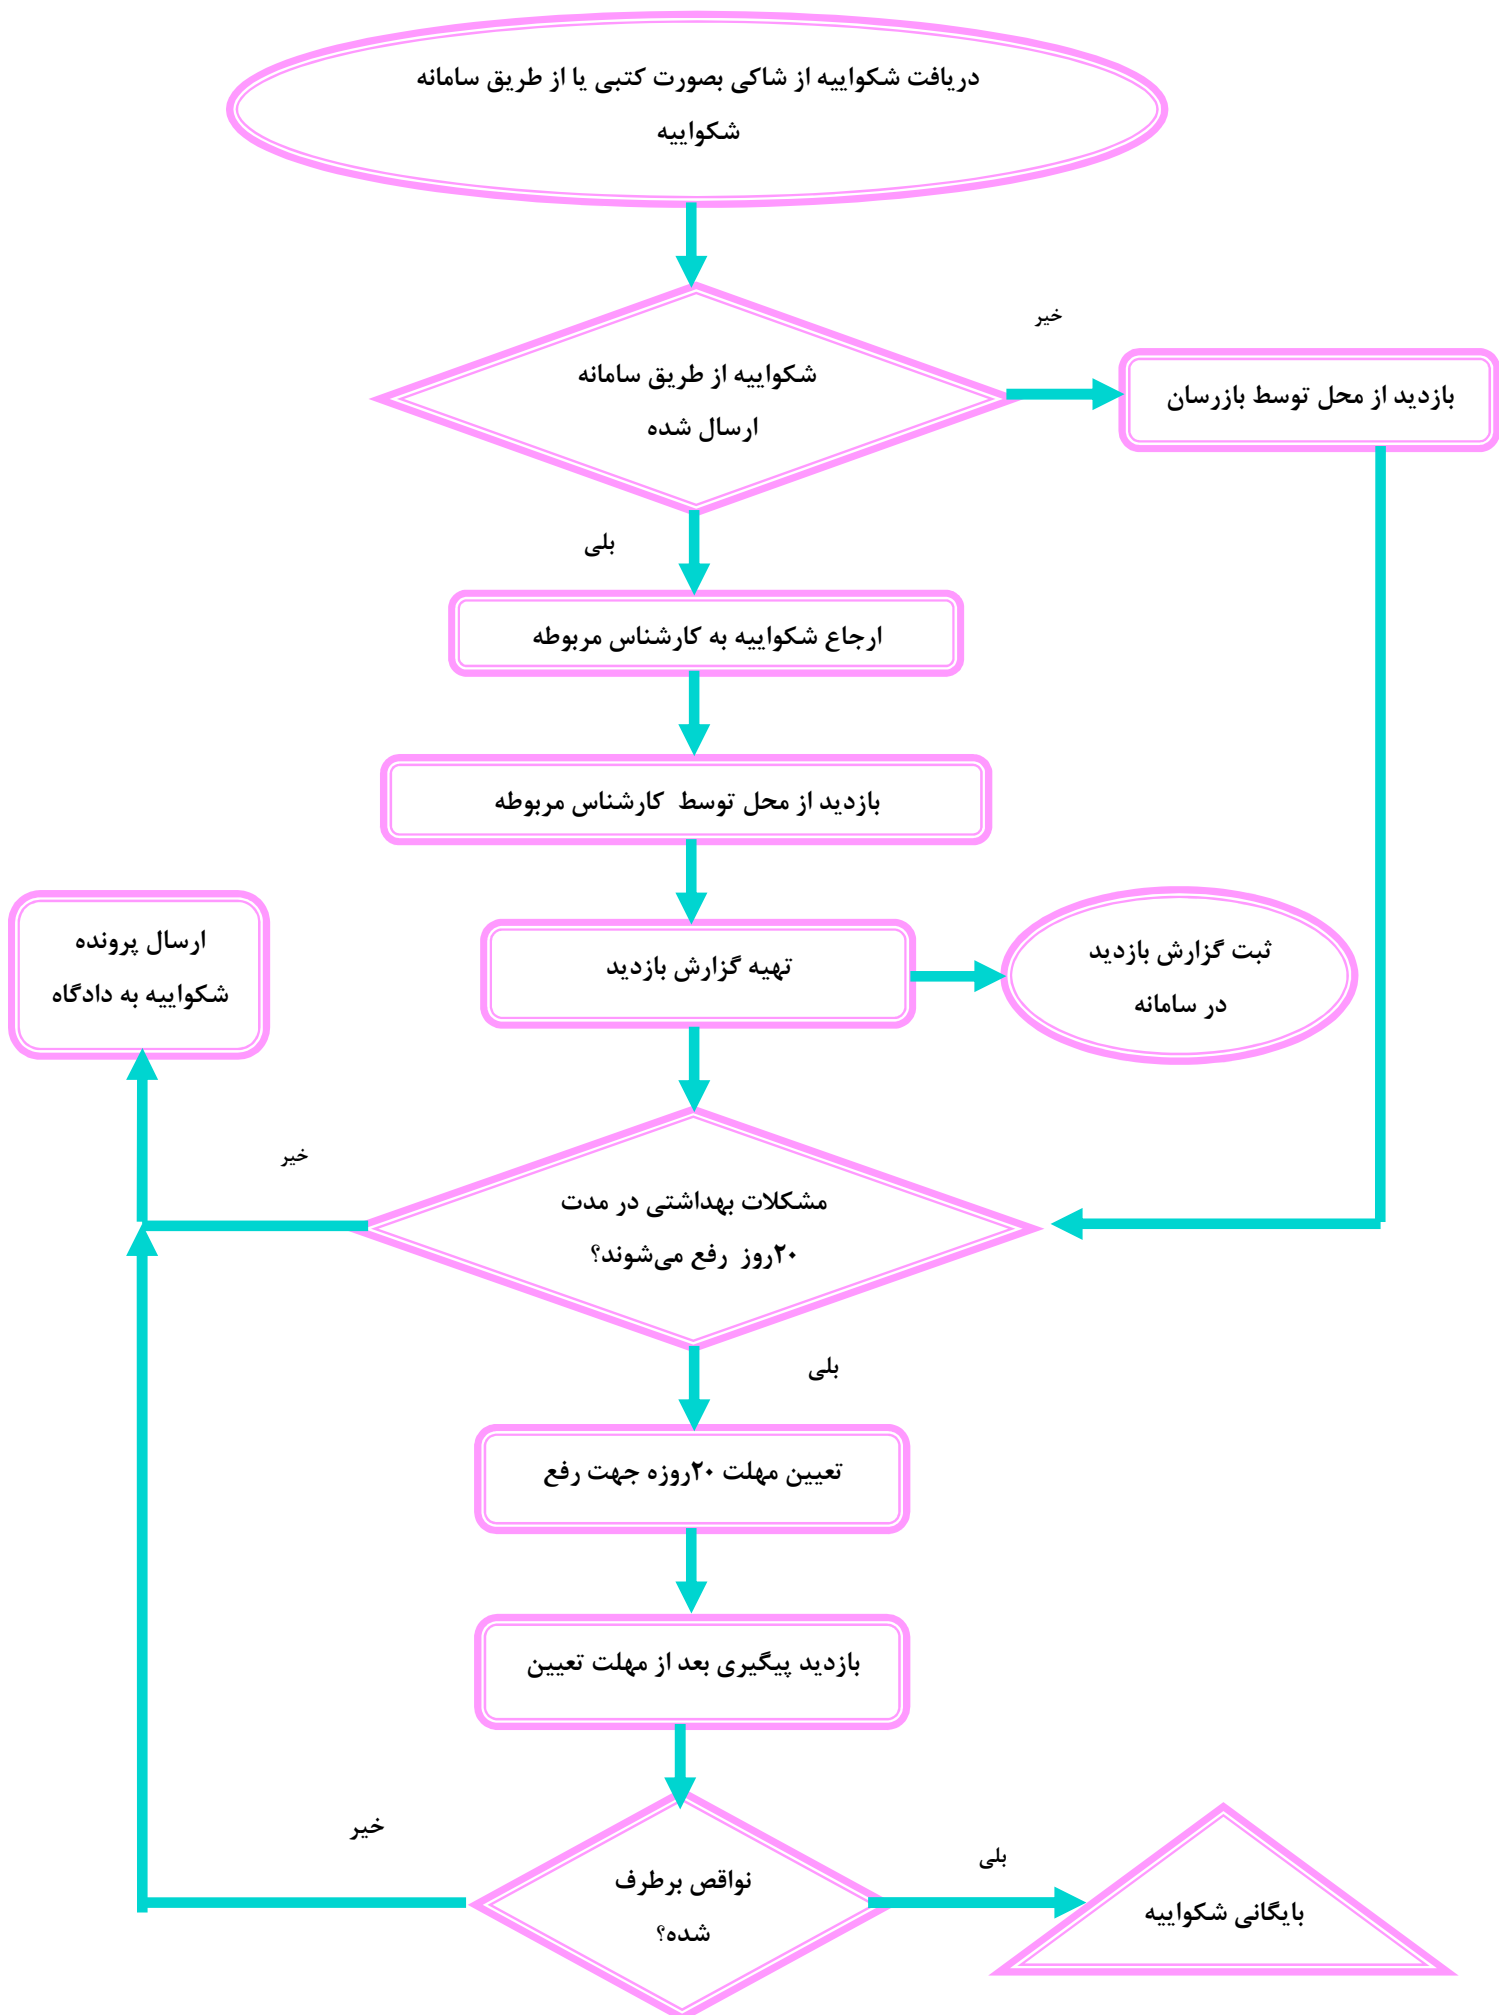 دریافت شکواییه از شاکی بصورت کتبی یا از طریق سامانه
شکواییه
خیر
شکواییه از طریق سامانه
ارسال شده
بازدید از محل توسط بازرسان
بلی
ارجاع شکواییه به کارشناس مربوطه
بازدید از محل توسط کارشناس مربوطه
ارسال پرونده
شکواییه به دادگاه
تهیه گزارش بازدید
ثبت گزارش بازدید
در سامانه
خیر
مشکلات بهداشتی در مدت
۲۰روز رفع می‌شوند؟
بلی
تعیین مهلت ۲۰روزه جهت رفع
بازدید پیگیری بعد از مهلت تعیین
خیر
نواقص برطرف
شده؟
بلی
بایگانی شکواییه